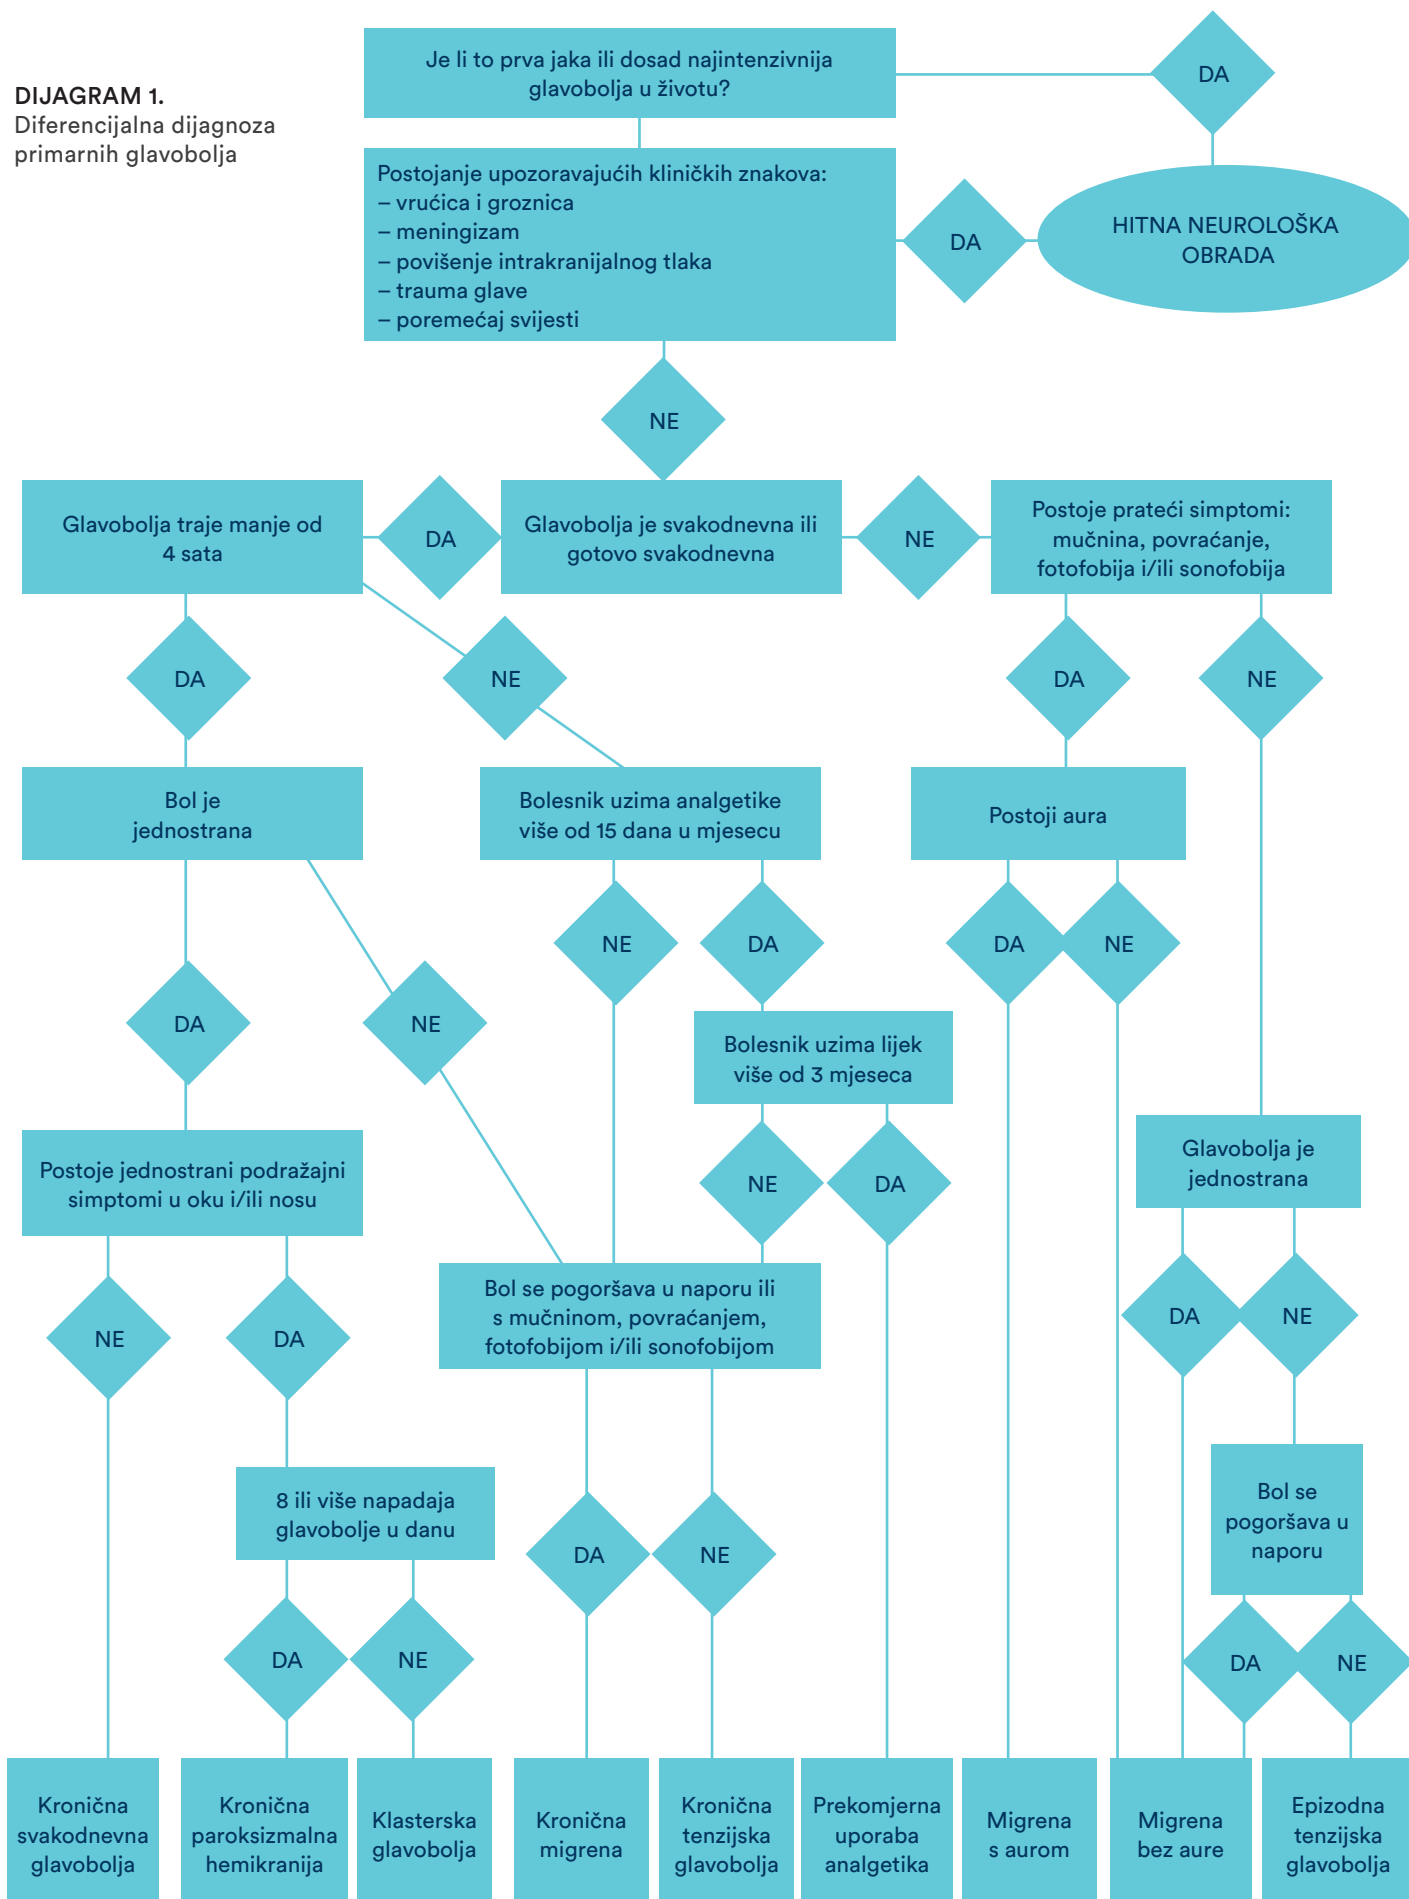 DIJAGRAM 1.
Diferencijalna dijagnoza
primarnih glavobolja
Je li to prva jaka ili dosad najintenzivnija
glavobolja u životu?
DA
Postojanje upozoravajućih kliničkih znakova:
– vrućica i groznica
– meningizam
– povišenje intrakranijalnog tlaka
– trauma glave
– poremećaj svijesti
DA
HITNA NEUROLOŠKA
OBRADA
NE
Glavobolja traje manje od
4 sata
DA
Glavobolja je svakodnevna ili
gotovo svakodnevna
NE
Postoje prateći simptomi:
mučnina, povraćanje,
fotofobija i/ili sonofobija
DA
NE
DA
NE
Bol je
jednostrana
Bolesnik uzima analgetike
više od 15 dana u mjesecu
Postoji aura
NE
DA
DA
NE
DA
NE
Bolesnik uzima lijek
više od 3 mjeseca
Postoje jednostrani podražajni
simptomi u oku i/ili nosu
NE
DA
Glavobolja je
jednostrana
NE
DA
Bol se pogoršava u naporu ili
s mučninom, povraćanjem,
fotofobijom i/ili sonofobijom
DA
NE
8 ili više napadaja
glavobolje u danu
DA
NE
Bol se
pogoršava u
naporu
DA
NE
DA
NE
Kronična
svakodnevna
glavobolja
Kronična
paroksizmalna
hemikranija
Klasterska
glavobolja
Kronična
migrena
Kronična
tenzijska
glavobolja
Prekomjerna
uporaba
analgetika
Migrena
s aurom
Migrena
bez aure
Epizodna
tenzijska
glavobolja